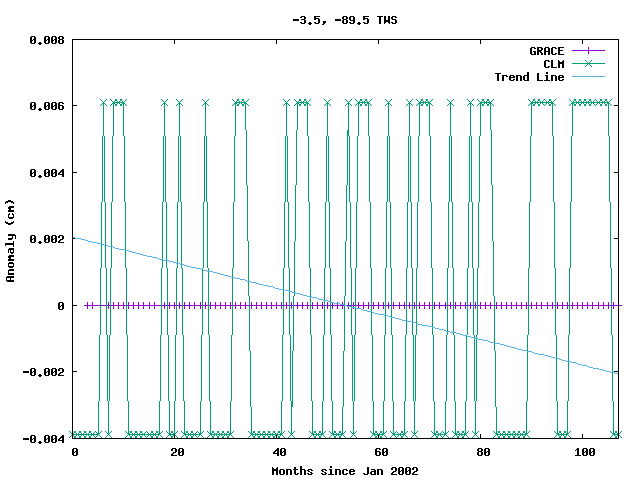 -3.5, -89.5 TWS
GRACE
CLM
Trend Line
0.008
0.006
0.004
0.002
0
-0.002
-0.004
Anomaly (cm)
0 20 40 60 80 100
Months since Jan 2002